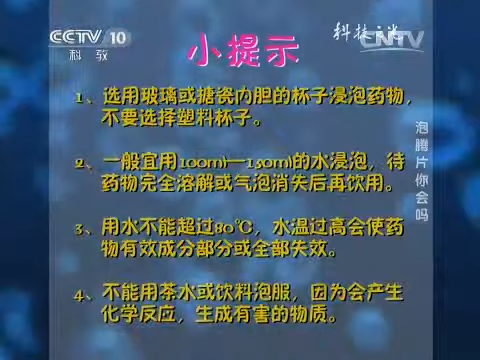 CCTV 10
科教
科技之光
CNTV
小提示
1、选用玻璃或搪瓷内胆的杯子浸泡药物，
不要选择塑料杯子。
2、一般宜用100ml—150ml的水浸泡，待
药物完全溶解或气泡消失后再饮用。
3、用水不能超过80℃，水温过高会使药
物有效成分部分或全部失效。
4、不能用茶水或饮料泡服，因为会产生
化学反应，生成有害的物质。
泡腾片你会吗